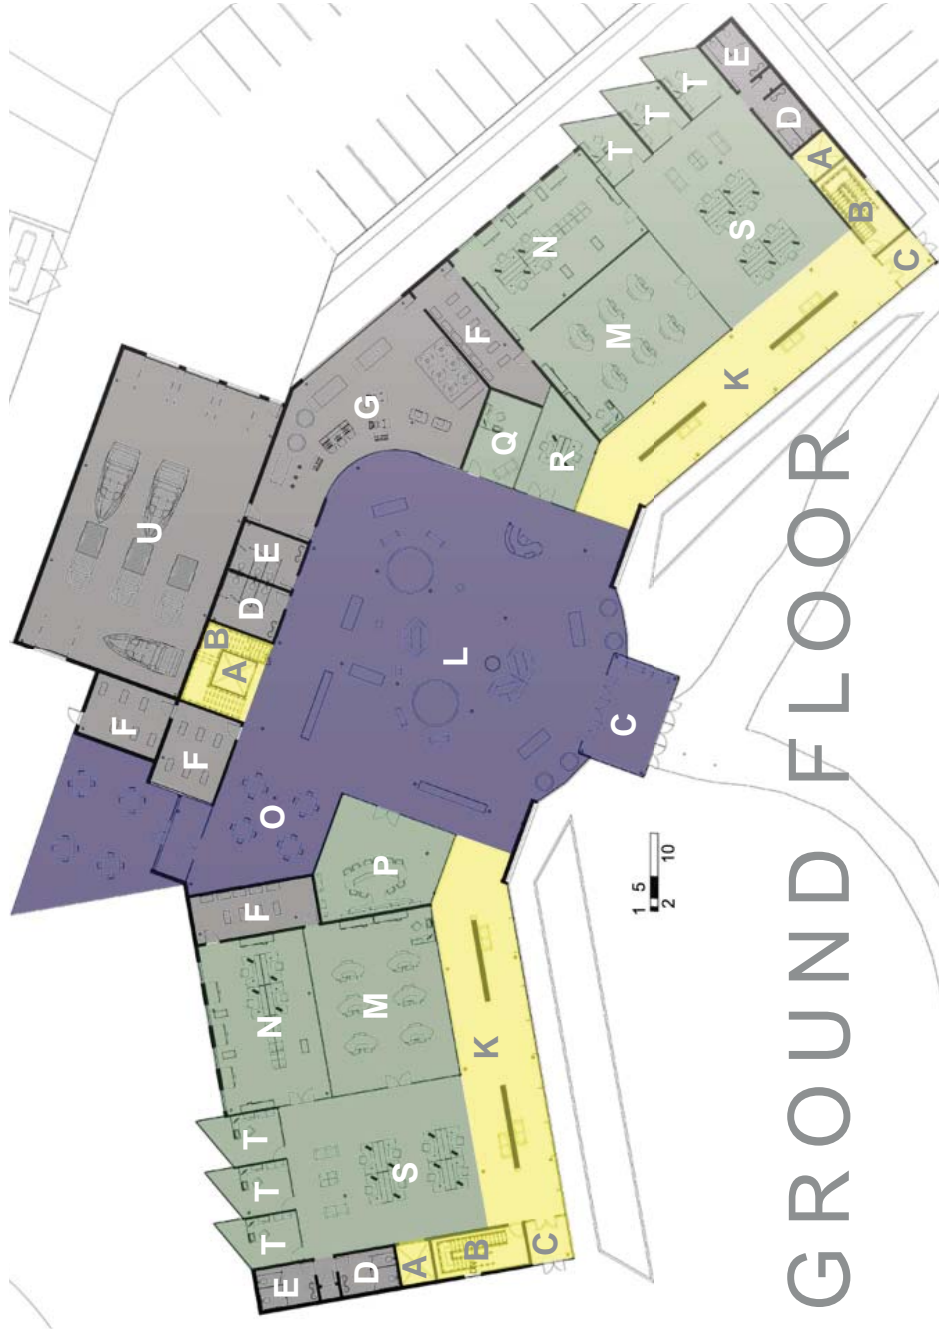 F U
F
B
E T T T N F O A D E
D M P G
A S L F
B K Q
C R N
C M T T T
1 5
2 10
K S E
D
A
B
C
GROUND FLOOR